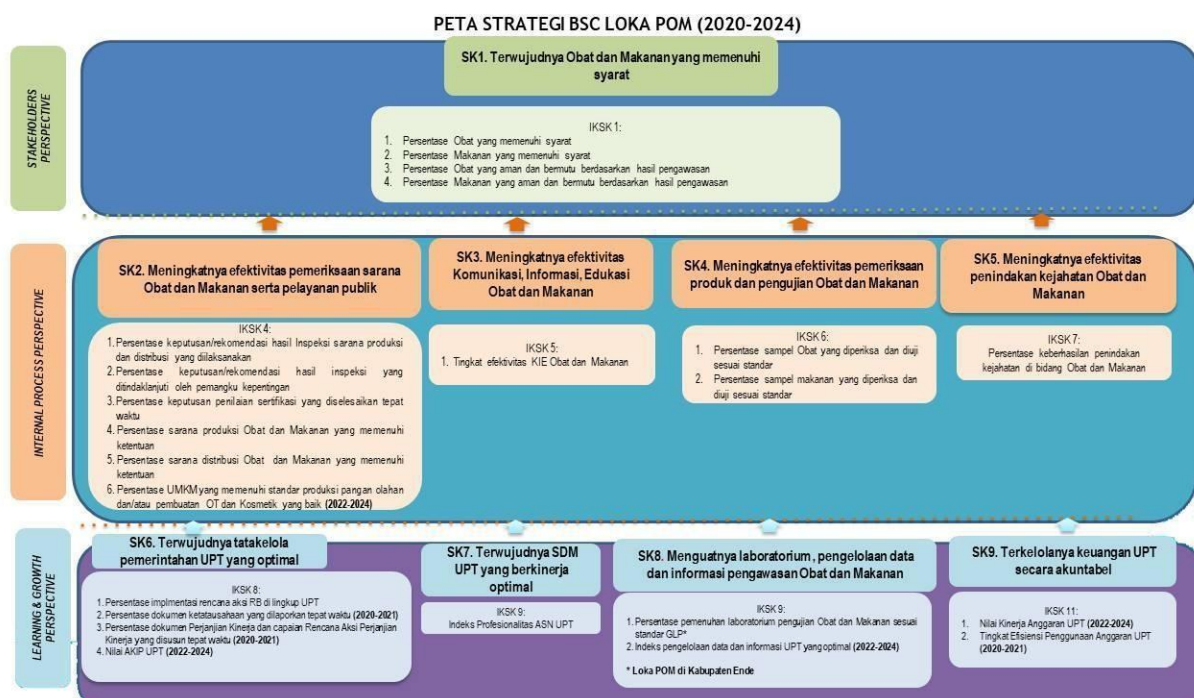 PETA STRATEGI BSC LOKA POM (2020-2024)
STAKEHOLDERS
PERSPECTIVE
SK1. Terwujudnya Obat dan Makanan yang memenuhi
syarat
IKSK 1:
1. Persentase Obat yang memenuhi syarat
2. Persentase Makanan yang memenuhi syarat
3. Persentase Obat yang aman dan bermutu berdasarkan hasil pengawasan
4. Persentase Makanan yang aman dan bermutu berdasarkan hasil pengawasan
INTERNAL PROCESS PERSPECTIVE
SK2. Meningkatnya efektivitas pemeriksaan sarana
Obat dan Makanan serta pelayanan publik
IKSK 4:
1. Persentase keputusan/rekomendasi hasil Inspeksi sarana produksi
dan distribusi yang diilaksanakan
2. Persentase keputusan/rekomendasi hasil inspeksi yang
ditindaklanjuti oleh pemangku kepentingan
3. Persentase keputusan penilaian sertifikasi yang diselesaikan tepat
waktu
4. Persentase sarana produksi Obat dan Makanan yang memenuhi
ketentuan
5. Persentase sarana distribusi Obat dan Makanan yang memenuhi
ketentuan
6. Persentase UMKM yang memenuhi standar produksi pangan olahan
dan/atau pembuatan OT dan Kosmetik yang baik (2022-2024)
SK3. Meningkatnya efektivitas
Komunikasi, Informasi, Edukasi
Obat dan Makanan
IKSK 5:
1. Tingkat efektivitas KIE Obat dan Makanan
SK4. Meningkatnya efektivitas pemeriksaan
produk dan pengujian Obat dan Makanan
IKSK 6:
1. Persentase sampel Obat yang diperiksa dan diuji
sesuai standar
2. Persentase sampel makanan yang diperiksa dan
diuji sesuai standar
SK5. Meningkatnya efektivitas
penindakan kejahatan Obat dan
Makanan
IKSK 7:
Persentase keberhasilan penindakan
kejahatan di bidang Obat dan Makanan
LEARNING & GROWTH
PERSPECTIVE
SK6. Terwujudnya tatakelola
pemerintahan UPT yang optimal
IKSK 8:
1. Persentase implmentasi rencana aksi RB di lingkup UPT
2. Persentase dokumen ketatausahaan yang dilaporkan tepat waktu (2020-2021)
3. Persentase dokumen Perjanjian Kinerja dan capaian Rencana Aksi Perjanjian
Kinerja yang disusun tepat waktu (2020-2021)
4. Nilai AKIP UPT (2022-2024)
SK7. Terwujudnya SDM
UPT yang berkinerja
optimal
IKSK 9:
Indeks Profesionalitas ASN UPT
SK8. Menguatnya laboratorium, pengelolaan data
dan informasi pengawasan Obat dan Makanan
IKSK 9:
1. Persentase pemenuhan laboratorium pengujian Obat dan Makanan sesuai
standar GLP*
2. Indeks pengelolaan data dan informasi UPT yang optimal (2022-2024)
* Loka POM di Kabupaten Ende
SK9. Terkelolanya keuangan UPT
secara akuntabel
IKSK 11:
1. Nilai Kinerja Anggaran UPT (2022-2024)
2. Tingkat Efisiensi Penggunaan Anggaran UPT
(2020-2021)